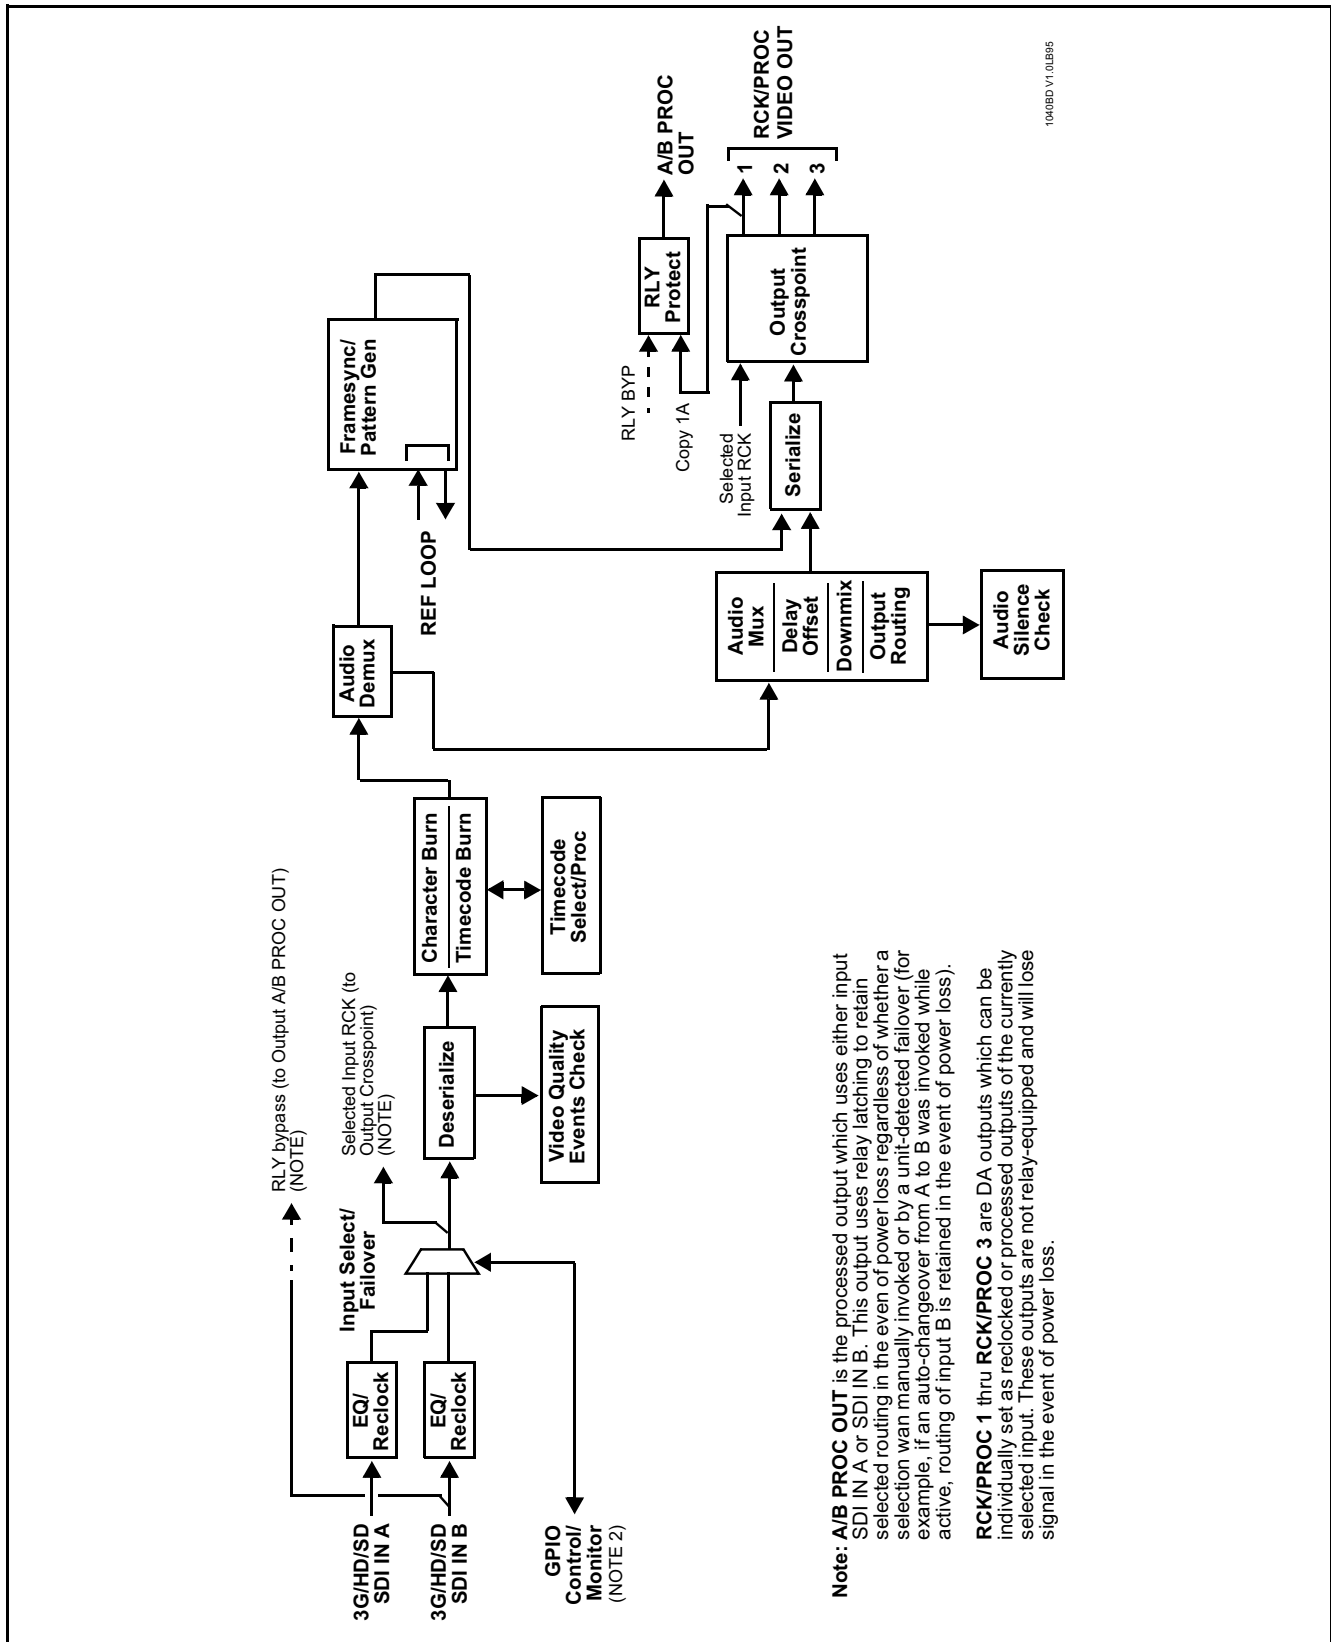 RLY bypass (to Output A/B PROC OUT)
(NOTE)
Selected Input RCK (to
Output Crosspoint)
(NOTE)
Input Select/
Failover
3G/HD/SD
SDI IN A
EQ/
Reclock
3G/HD/SD
SDI IN B
EQ/
Reclock
GPIO
Control/
Monitor
(NOTE 2)
Deserialize
Video Quality
Events Check
Character Burn
Timecode Burn
Timecode
Select/Proc
Audio
Demux
Framesync/
Pattern Gen
REF LOOP
Audio
Mux
Delay
Offset
Downmix
Output
Routing
Audio
Silence
Check
Serialize
Selected
Input RCK
Copy 1A
RLY BYP
RLY
Protect
A/B PROC
OUT
Output
Crosspoint
1
2
3
RCK/PROC
VIDEO OUT
Note: A/B PROC OUT is the processed output which uses either input
SDI IN A or SDI IN B. This output uses relay latching to retain
selected routing in the even of power loss regardless of whether a
selection wan manually invoked or by a unit-detected failover (for
example, if an auto-changeover from A to B was invoked while
active, routing of input B is retained in the event of power loss).
RCK/PROC 1 thru RCK/PROC 3 are DA outputs which can be
individually set as reclocked or processed outputs of the currently
selected input. These outputs are not relay-equipped and will lose
signal in the event of power loss.
1040BD V1.0LB95